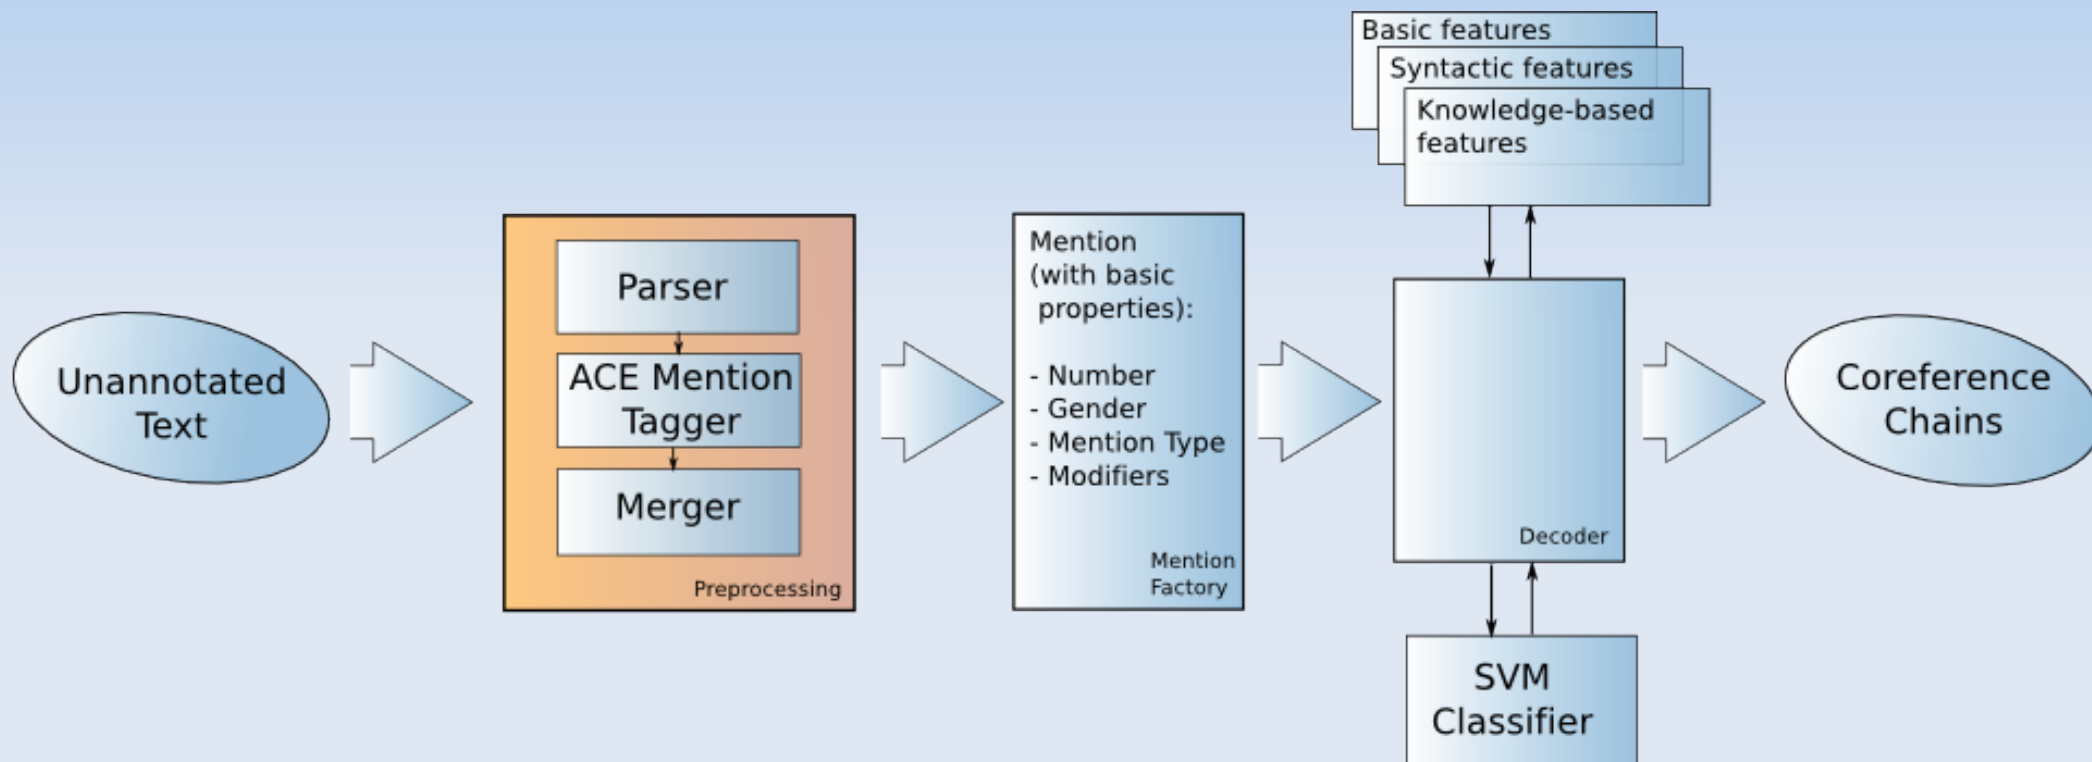 Unannotated
Text
Parser
ACE Mention
Tagger
Merger
Preprocessing
Mention
(with basic
properties):
- Number
- Gender
- Mention Type
- Modifiers
Mention
Factory
Basic features
Syntactic features
Knowledge-based
features
Decoder
SVM
Classifier
Coreference
Chains